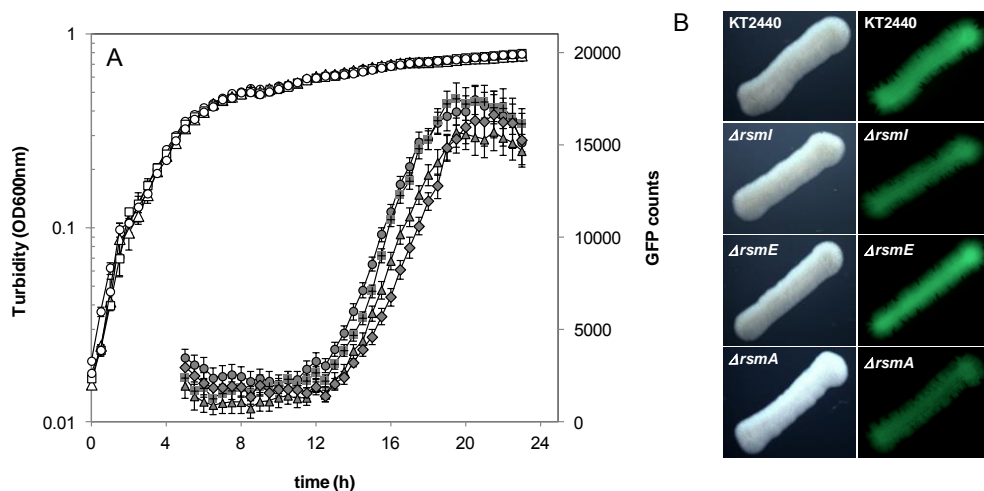 A
B
1
0.1
0.01
Turbidity (OD600nm)
0
4
8
12
16
20
24
time (h)
20000
15000
10000
5000
0
GFP counts
KT2440
KT2440
ΔrsmI
ΔrsmI
ΔrsmE
ΔrsmE
ΔrsmA
ΔrsmA